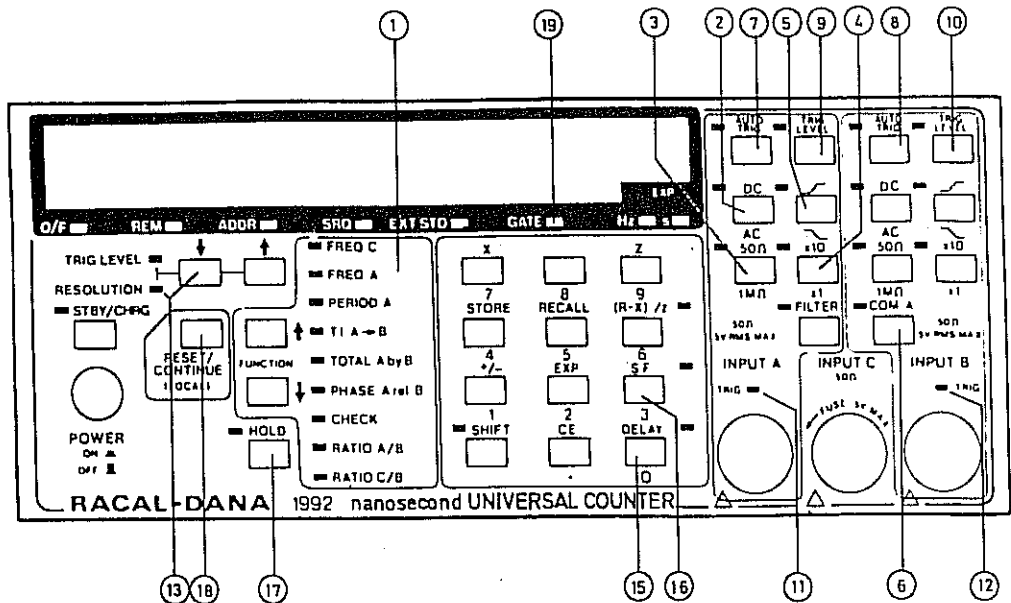 1 19 3 2 7 5 9 4 8 10
AUTO TRIG TRIG LEVEL AUTO TRIG TRIG LEVEL
EXP
O/F REM ADDR SRQ EXT STD GATE Hz s
DC DC
TRIG LEVEL
RESOLUTION
STBY/CHRG
RESET/
CONTINUE
(LOCAL)
POWER
ON
OFF
FUNCTION
HOLD
FREQ C
FREQ A
PERIOD A
TI A→B
TOTAL A by B
PHASE A rel B
CHECK
RATIO A/B
RATIO C/B
X Z
7 8 9
STORE RECALL (R-X)/z
4 5 6
+/- EXP SF
1 2 3
SHIFT CE DELAY
. 0
AC
50Ω x10
1MΩ x1
FILTER
50Ω
5V RMS MAX
INPUT A
TRIG
INPUT C
50Ω
FUSE 5V MAX
AC
50Ω x10
1MΩ x1
COM A
50Ω
5V RMS MAX
INPUT B
TRIG
RACAL-DANA 1992 nanosecond UNIVERSAL COUNTER
13 18 17 15 16 11 6 12